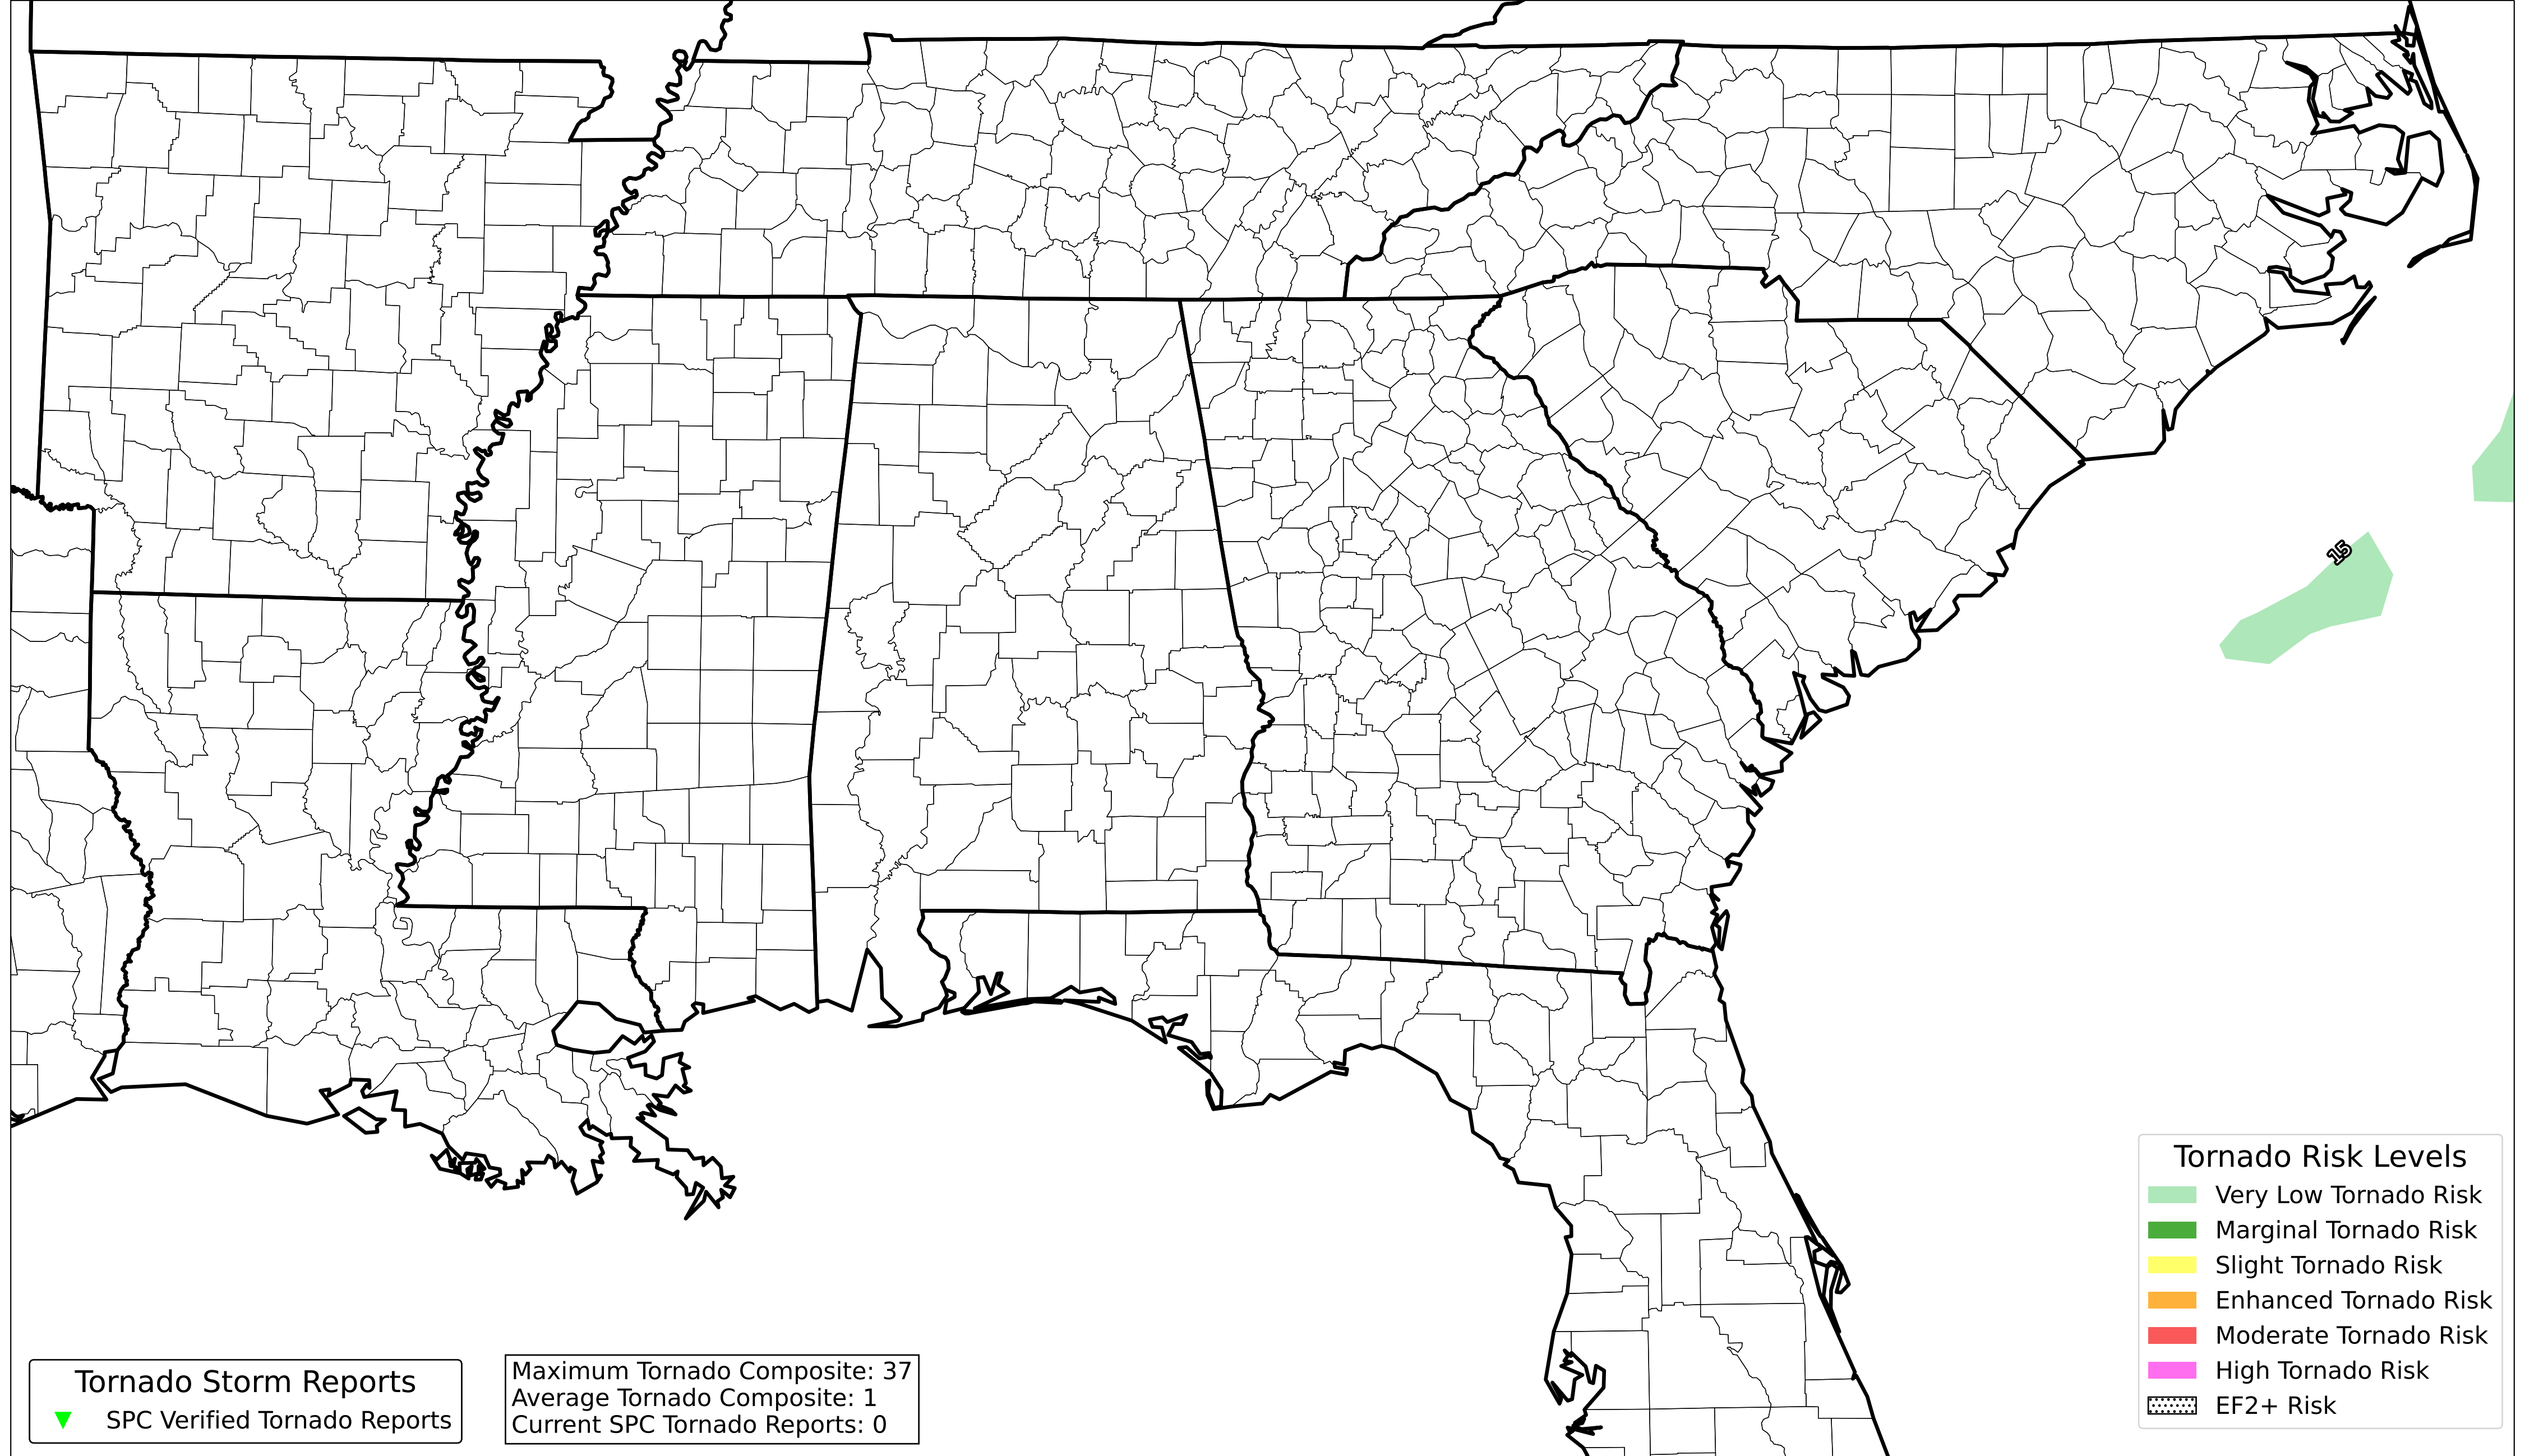 15
Tornado Risk Levels
Very Low Tornado Risk
Marginal Tornado Risk
Slight Tornado Risk
Enhanced Tornado Risk
Moderate Tornado Risk
High Tornado Risk
EF2+ Risk
Tornado Storm Reports
SPC Verified Tornado Reports
Maximum Tornado Composite: 37
Average Tornado Composite: 1
Current SPC Tornado Reports: 0